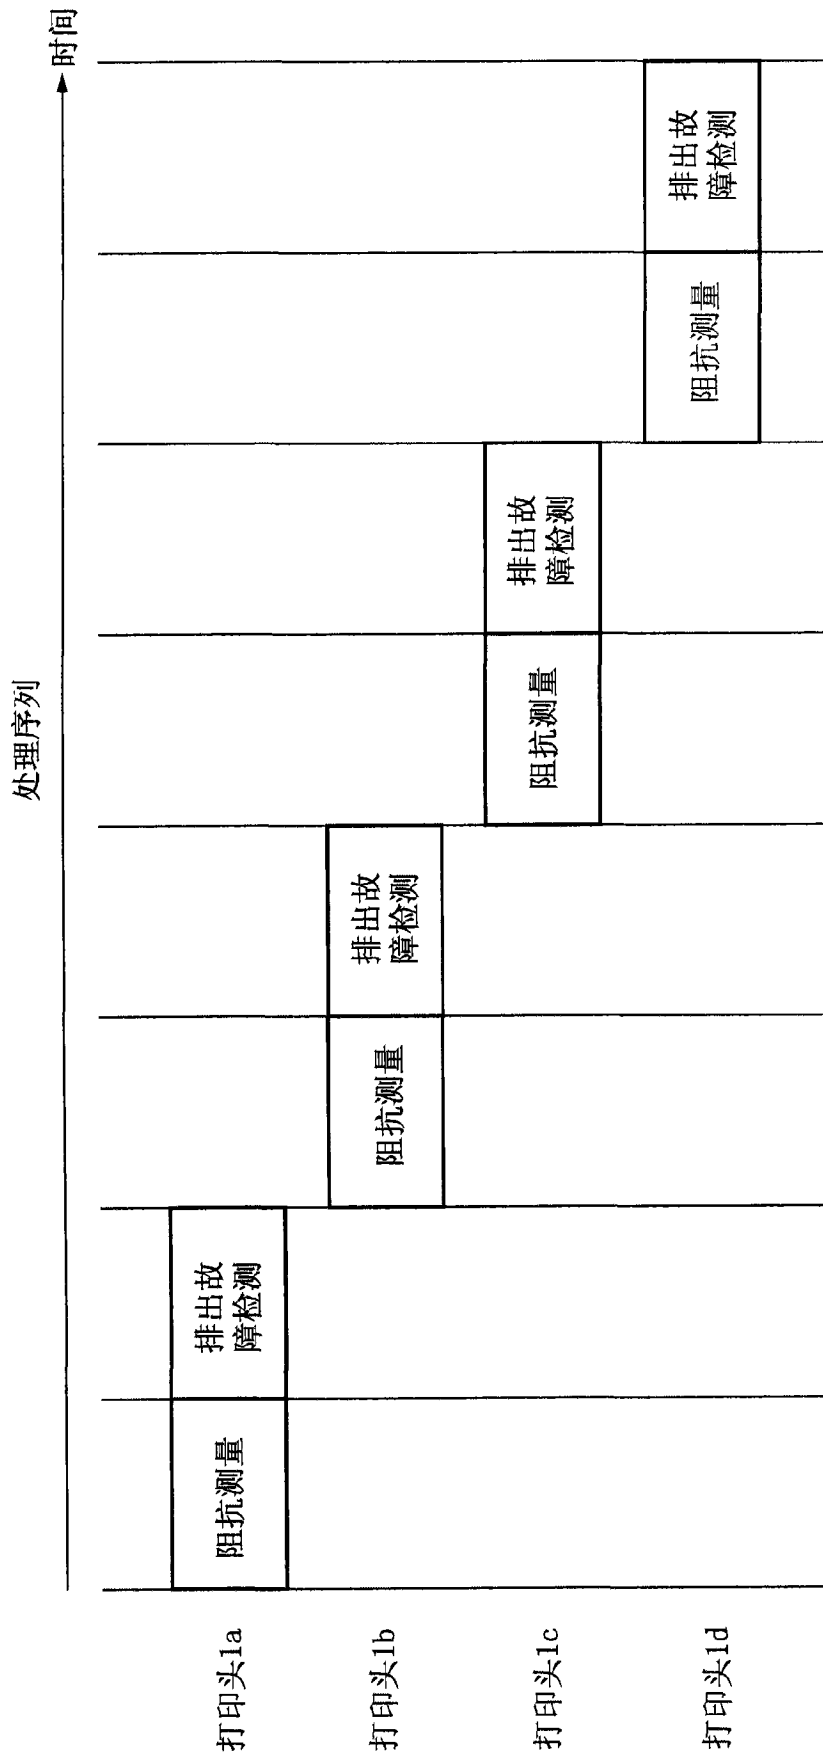 处理序列
时间
打印头1a
阻抗测量
排出故
障检测
打印头1b
阻抗测量
排出故
障检测
打印头1c
阻抗测量
排出故
障检测
打印头1d
阻抗测量
排出故
障检测